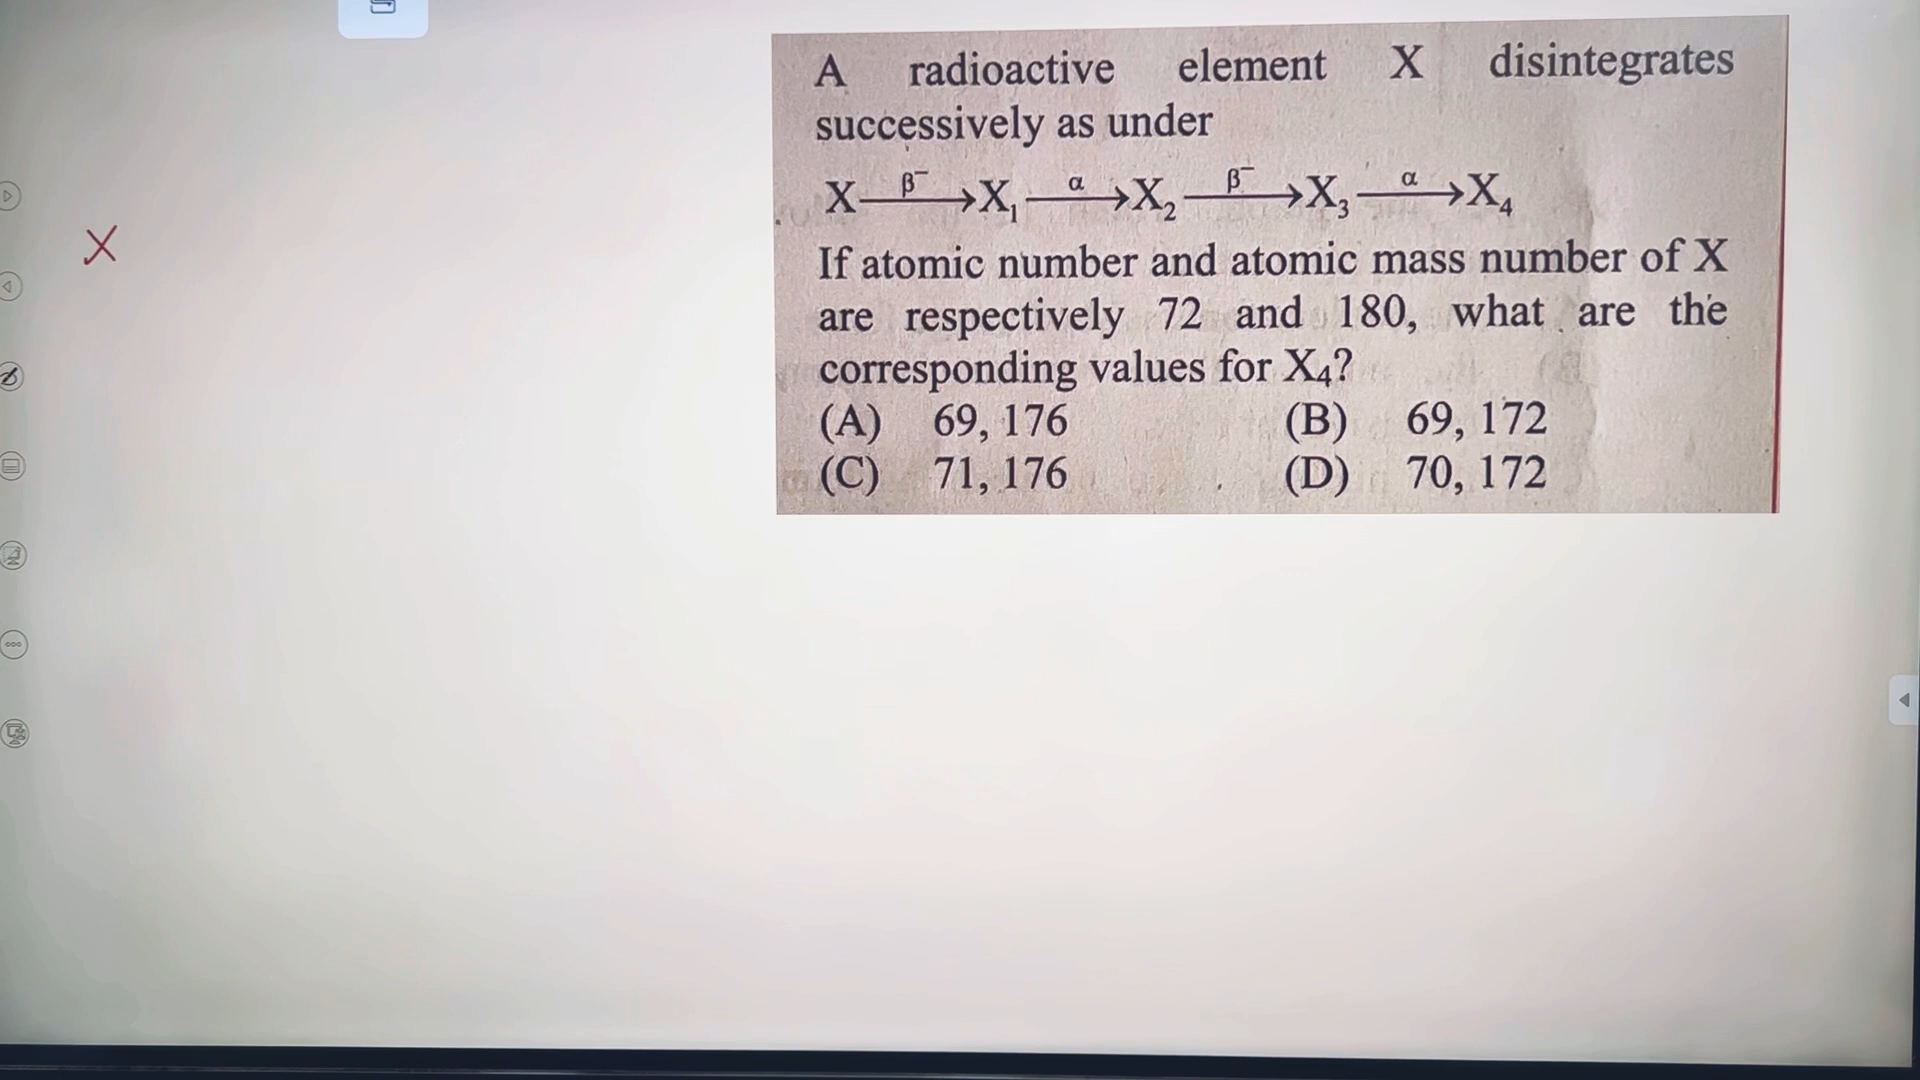 A radioactive element X disintegrates
successively as under
X —β⁻→ X₁ —α→ X₂ —β⁻→ X₃ —α→ X₄
If atomic number and atomic mass number of X
are respectively 72 and 180, what are the
corresponding values for X₄?
(A) 69, 176 (B) 69, 172
(C) 71, 176 (D) 70, 172
X